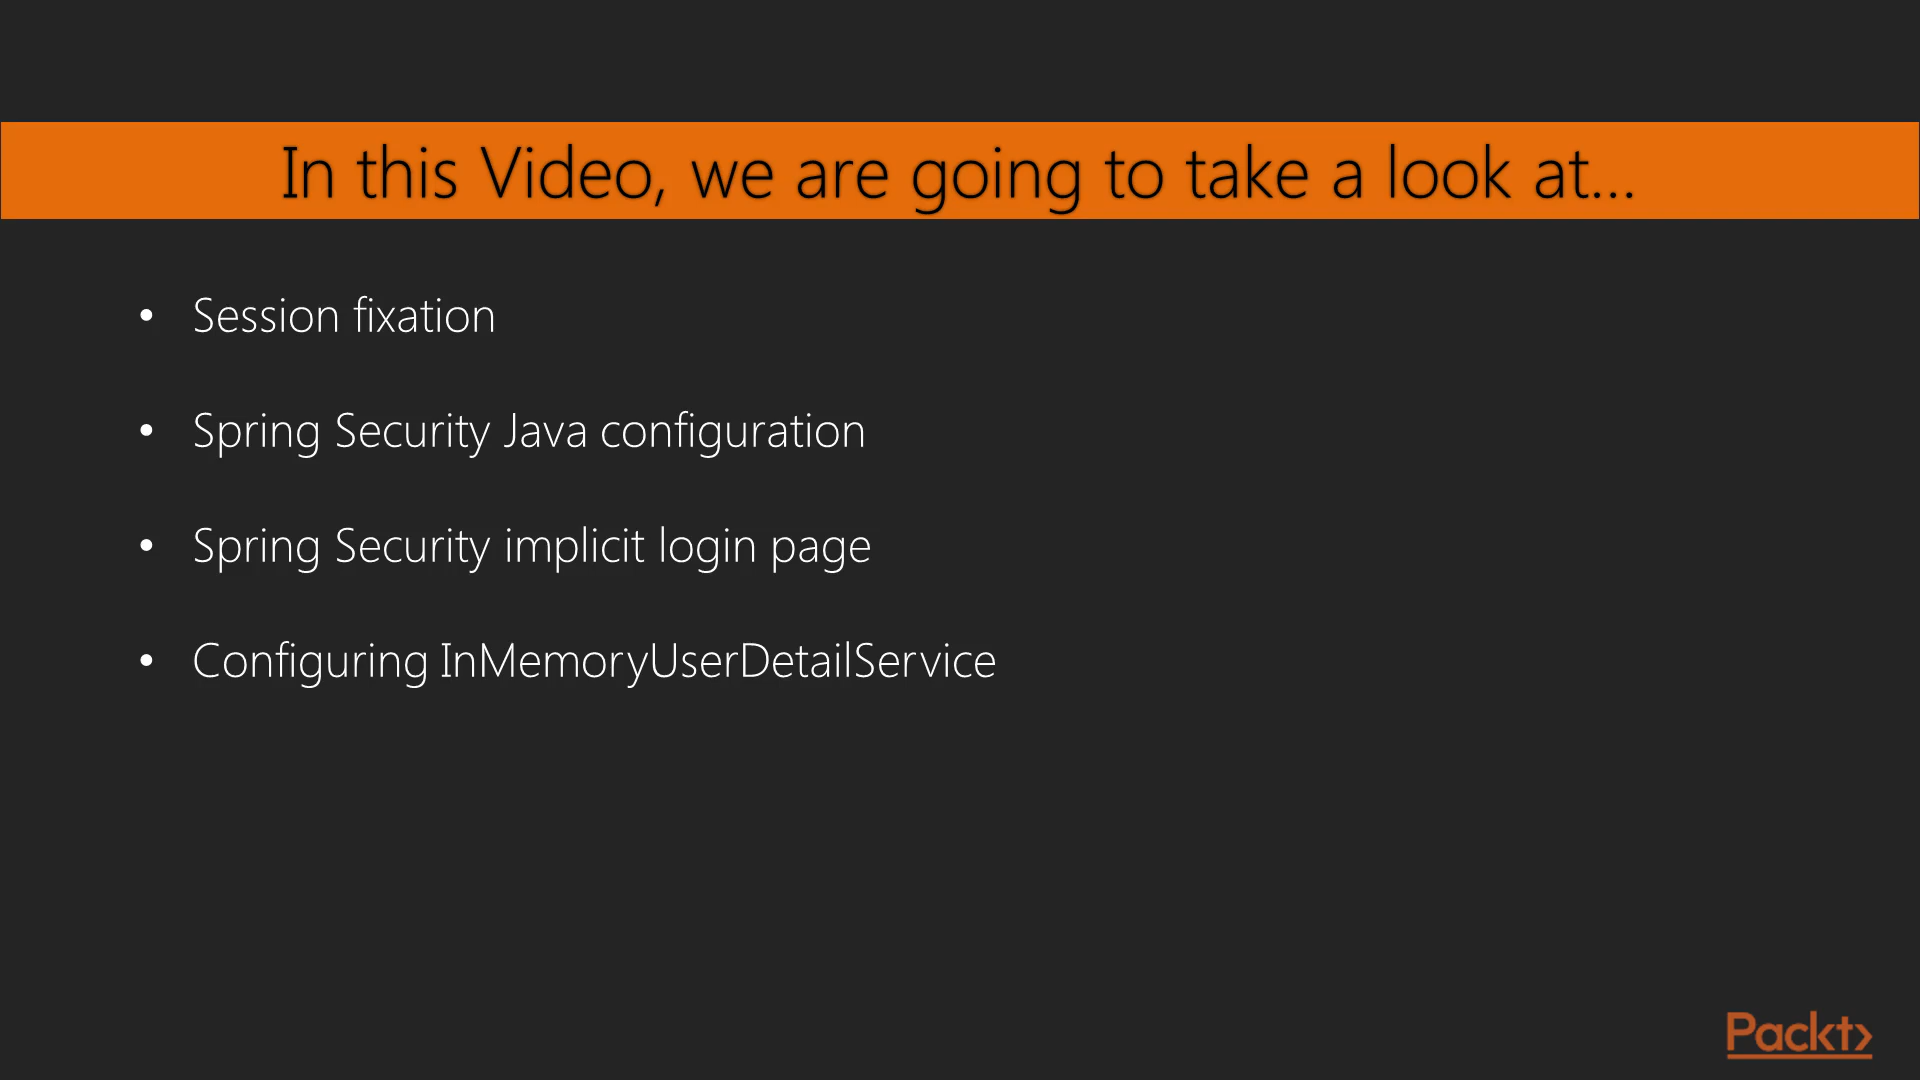 In this Video, we are going to take a look at...
• Session fixation
• Spring Security Java configuration
• Spring Security implicit login page
• Configuring InMemoryUserDetailService
Packt>